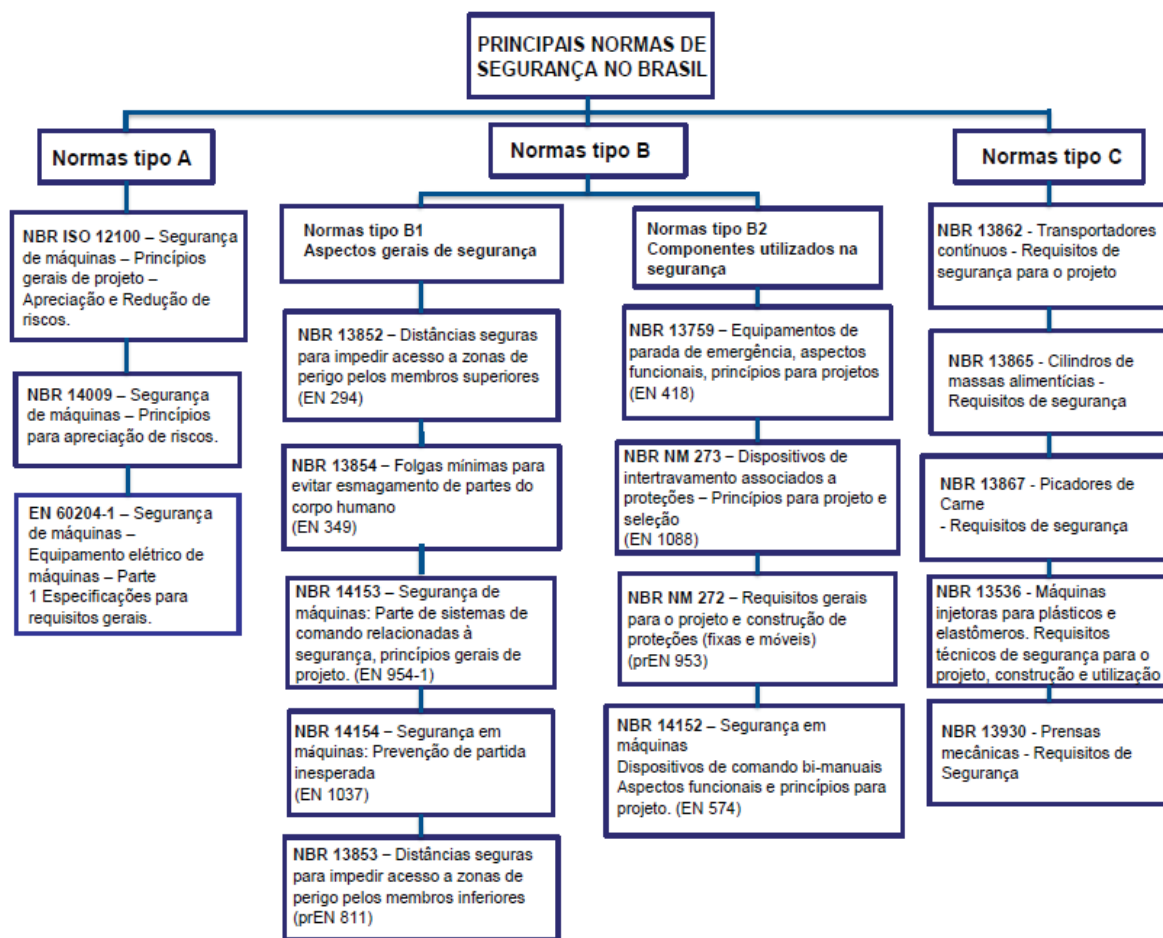 PRINCIPAIS NORMAS DE
SEGURANÇA NO BRASIL
Normas tipo A
NBR ISO 12100 – Segurança
de máquinas – Princípios
gerais de projeto –
Apreciação e Redução de
riscos.
NBR 14009 – Segurança
de máquinas – Princípios
para apreciação de riscos.
EN 60204-1 – Segurança
de máquinas –
Equipamento elétrico de
máquinas – Parte
1 Especificações para
requisitos gerais.
Normas tipo B
Normas tipo B1
Aspectos gerais de segurança
NBR 13852 – Distâncias seguras
para impedir acesso a zonas de
perigo pelos membros superiores
(EN 294)
NBR 13854 – Folgas mínimas para
evitar esmagamento de partes do
corpo humano
(EN 349)
NBR 14153 – Segurança de
máquinas: Parte de sistemas de
comando relacionadas à
segurança, princípios gerais de
projeto. (EN 954-1)
NBR 14154 – Segurança em
máquinas: Prevenção de partida
inesperada
(EN 1037)
NBR 13853 – Distâncias seguras
para impedir acesso a zonas de
perigo pelos membros inferiores
(prEN 811)
Normas tipo B2
Componentes utilizados na
segurança
NBR 13759 – Equipamentos de
parada de emergência, aspectos
funcionais, princípios para projetos
(EN 418)
NBR NM 273 – Dispositivos de
intertravamento associados a
proteções – Princípios para projeto e
seleção
(EN 1088)
NBR NM 272 – Requisitos gerais
para o projeto e construção de
proteções (fixas e móveis)
(prEN 953)
NBR 14152 – Segurança em
máquinas
Dispositivos de comando bi-manuais
Aspectos funcionais e princípios para
projeto. (EN 574)
Normas tipo C
NBR 13862 - Transportadores
contínuos - Requisitos de
segurança para o projeto
NBR 13865 - Cilindros de
massas alimentícias -
Requisitos de segurança
NBR 13867 - Picadores de
Carne
- Requisitos de segurança
NBR 13536 - Máquinas
injetoras para plásticos e
elastômeros. Requisitos
técnicos de segurança para o
projeto, construção e utilização
NBR 13930 - Prensas
mecânicas - Requisitos de
Segurança